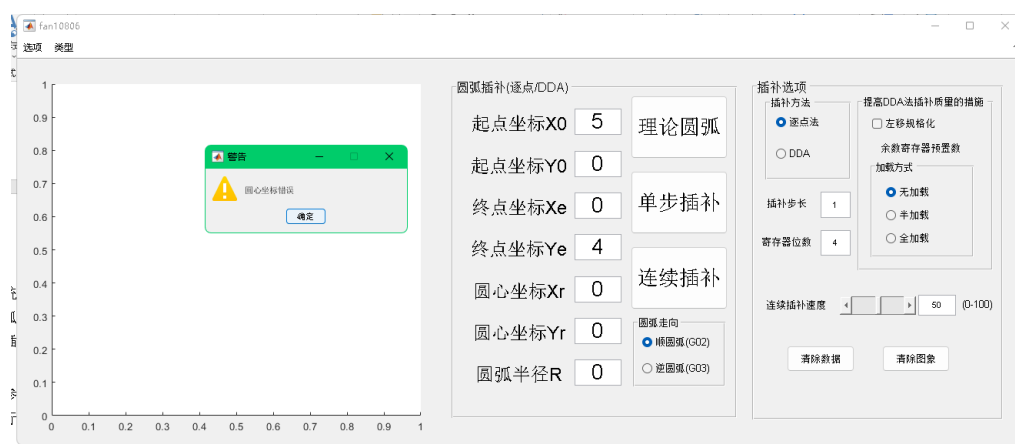 fan10806
选项 类型
1
0.9
0.8
0.7
0.6
0.5
0.4
0.3
0.2
0.1
0
0 0.1 0.2 0.3 0.4 0.5 0.6 0.7 0.8 0.9 1
警告
圆心坐标错误
确定
圆弧插补(逐点/DDA)
起点坐标X0 5
起点坐标Y0 0
终点坐标Xe 0
终点坐标Ye 4
圆心坐标Xr 0
圆心坐标Yr 0
圆弧半径R 0
理论圆弧
单步插补
连续插补
圆弧走向
顺圆弧(G02)
逆圆弧(G03)
插补选项
插补方法
逐点法
DDA
插补步长 1
寄存器位数 4
提高DDA法插补质量的措施
左移规格化
余数寄存器预置数
加载方式
无加载
半加载
全加载
连续插补速度 50 (0-100)
清除数据 清除图象